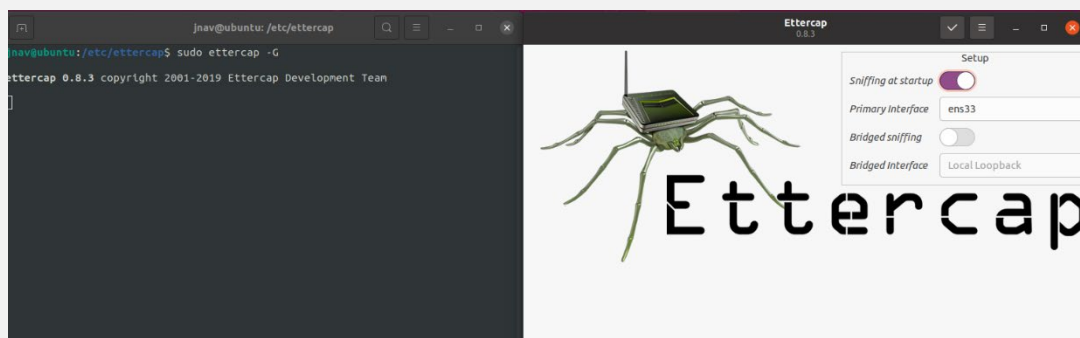 jnav@ubuntu: /etc/ettercap
jnav@ubuntu:/etc/ettercap$ sudo ettercap -G
ettercap 0.8.3 copyright 2001-2019 Ettercap Development Team
Ettercap
0.8.3
Setup
Sniffing at startup
Primary Interface ens33
Bridged sniffing
Bridged Interface Local Loopback
Ettercap